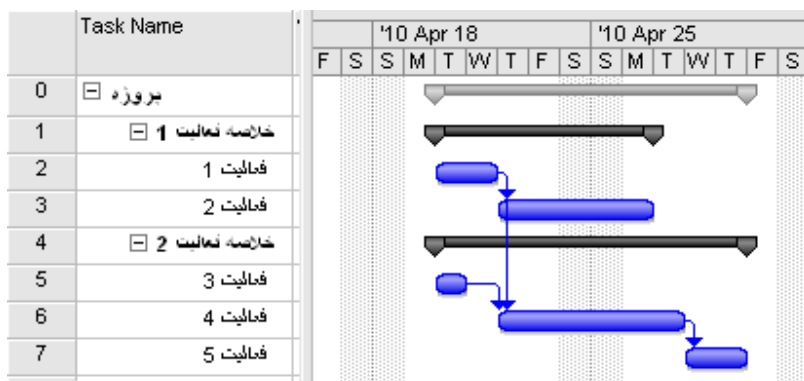 Task Name
'10 Apr 18 '10 Apr 25
F S S M T W T F S S M T W T F S
0 پروژه
1 خلاصه فعالیت 1
2 فعالیت 1
3 فعالیت 2
4 خلاصه فعالیت 2
5 فعالیت 3
6 فعالیت 4
7 فعالیت 5